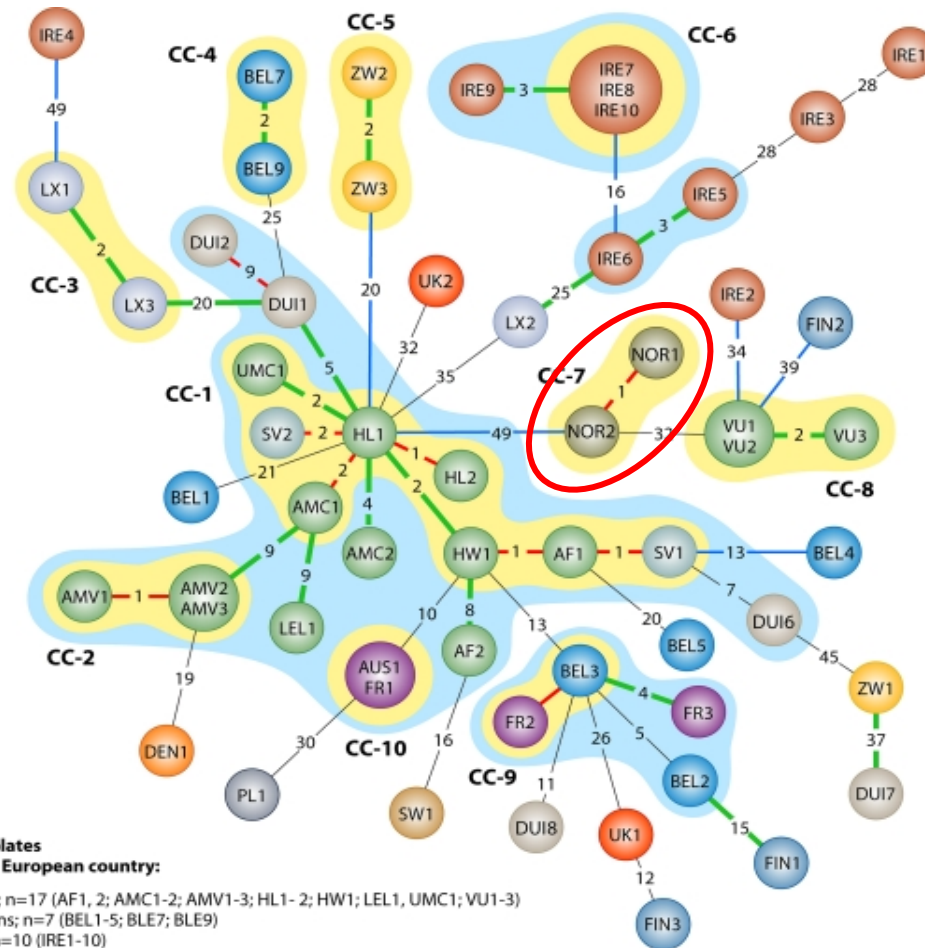 CC-5
IRE4
CC-4
CC-6
ZW2
IRE7
IRE8
IRE10
IRE1
BEL7
IRE9
3
28
49
2
2
IRE3
BEL9
ZW3
28
LX1
16
IRE5
25
DUI2
3
2
9
IRE6
CC-3
20
UK2
25
IRE2
LX3
20
DUI1
LX2
FIN2
32
NOR1
34
5
35
CC-7
39
UMC1
CC-1
2
1
SV2
2
HL1
49
NOR2
32
VU1
VU2
2
VU3
1
21
2
HL2
BEL1
2
4
CC-8
AMC1
9
AMC2
HW1
1
AF1
1
SV1
13
BEL4
9
7
AMV1
1
AMV2
AMV3
10
8
20
DUI6
LEL1
13
BEL5
CC-2
AF2
45
19
AUS1
FR1
BEL3
4
ZW1
FR2
FR3
30
CC-10
16
26
5
37
DEN1
CC-9
11
BEL2
PL1
SW1
DUI7
DUI8
UK1
15
FIN1
12
FIN3
lates
European country:
; n=17 (AF1, 2; AMC1-2; AMV1-3; HL1- 2; HW1; LEL1, UMC1; VU1-3)
ns; n=7 (BEL1-5; BLE7; BLE9)
=10 (IRE1-10)